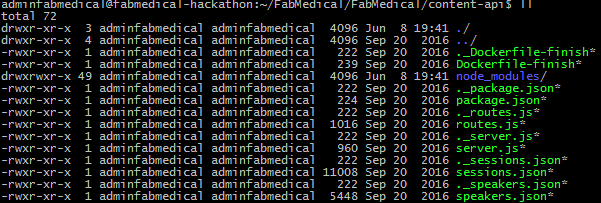 adminfabmedical@fabmedical-hackathon:~/FabMedical/FabMedical/content-api$ ll
total 72
drwxr-xr-x 3 adminfabmedical adminfabmedical 4096 Jun 8 19:41 ./
drwxr-xr-x 4 adminfabmedical adminfabmedical 4096 Sep 20 2016 ../
-rwxr-xr-x 1 adminfabmedical adminfabmedical 222 Sep 20 2016 ._Dockerfile-finish*
-rwxr-xr-x 1 adminfabmedical adminfabmedical 239 Sep 20 2016 Dockerfile-finish*
drwxrwxr-x 49 adminfabmedical adminfabmedical 4096 Jun 8 19:41 node_modules/
-rwxr-xr-x 1 adminfabmedical adminfabmedical 222 Sep 20 2016 ._package.json*
-rwxr-xr-x 1 adminfabmedical adminfabmedical 224 Sep 20 2016 package.json*
-rwxr-xr-x 1 adminfabmedical adminfabmedical 222 Sep 20 2016 ._routes.js*
-rwxr-xr-x 1 adminfabmedical adminfabmedical 1016 Sep 20 2016 routes.js*
-rwxr-xr-x 1 adminfabmedical adminfabmedical 222 Sep 20 2016 ._server.js*
-rwxr-xr-x 1 adminfabmedical adminfabmedical 960 Sep 20 2016 server.js*
-rwxr-xr-x 1 adminfabmedical adminfabmedical 222 Sep 20 2016 ._sessions.json*
-rwxr-xr-x 1 adminfabmedical adminfabmedical 11008 Sep 20 2016 sessions.json*
-rwxr-xr-x 1 adminfabmedical adminfabmedical 222 Sep 20 2016 ._speakers.json*
-rwxr-xr-x 1 adminfabmedical adminfabmedical 5448 Sep 20 2016 speakers.json*